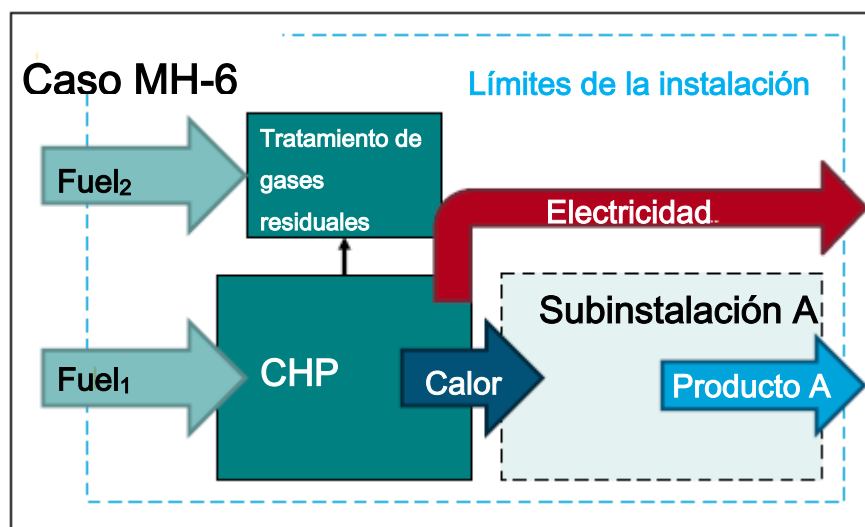 Caso MH-6
Límites de la instalación
Tratamiento de
gases
residuales
Fuel₂
Electricidad
Subinstalación A
Fuel₁
CHP
Calor
Producto A